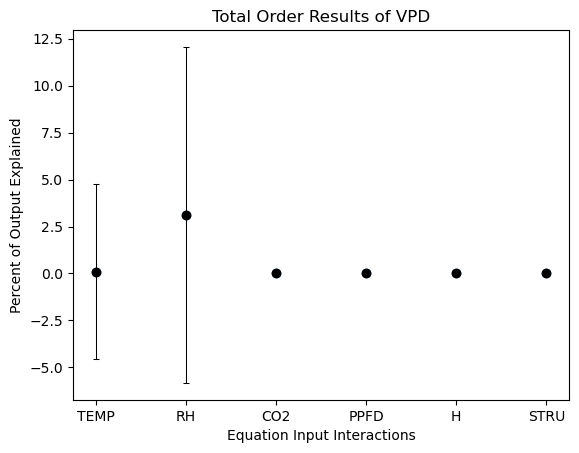 Total Order Results of VPD
Percent of Output Explained
12.5
10.0
7.5
5.0
2.5
0.0
−2.5
−5.0
TEMP RH CO2 PPFD H STRU
Equation Input Interactions